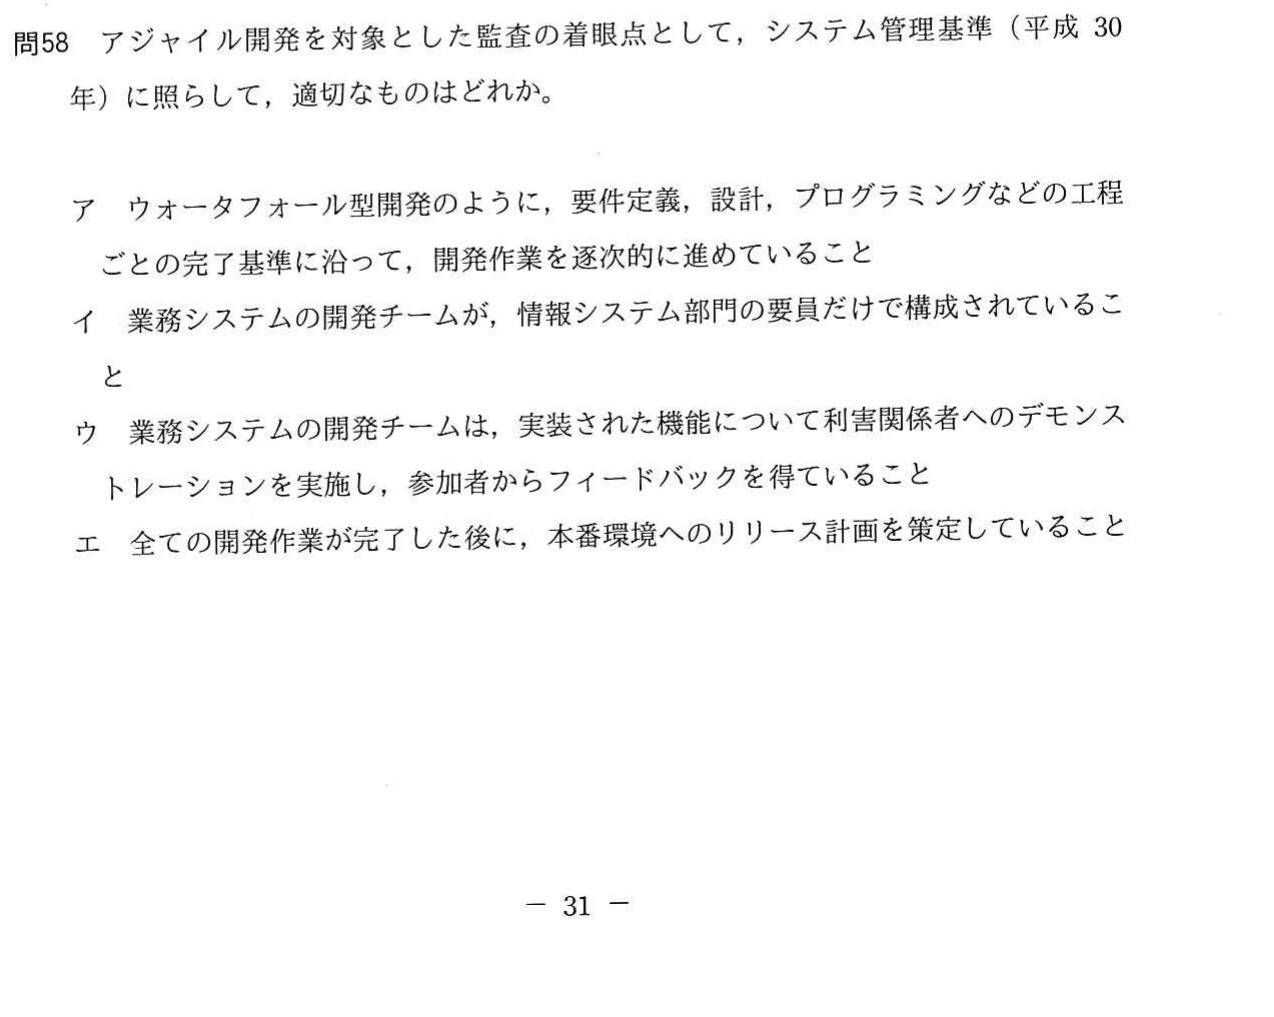 問58　アジャイル開発を対象とした監査の着眼点として，システム管理基準（平成 30
年）に照らして，適切なものはどれか。
ア　ウォータフォール型開発のように，要件定義，設計，プログラミングなどの工程
ごとの完了基準に沿って，開発作業を逐次的に進めていること
イ　業務システムの開発チームが，情報システム部門の要員だけで構成されているこ
と
ウ　業務システムの開発チームは，実装された機能について利害関係者へのデモンス
トレーションを実施し，参加者からフィードバックを得ていること
エ　全ての開発作業が完了した後に，本番環境へのリリース計画を策定していること
－ 31 －